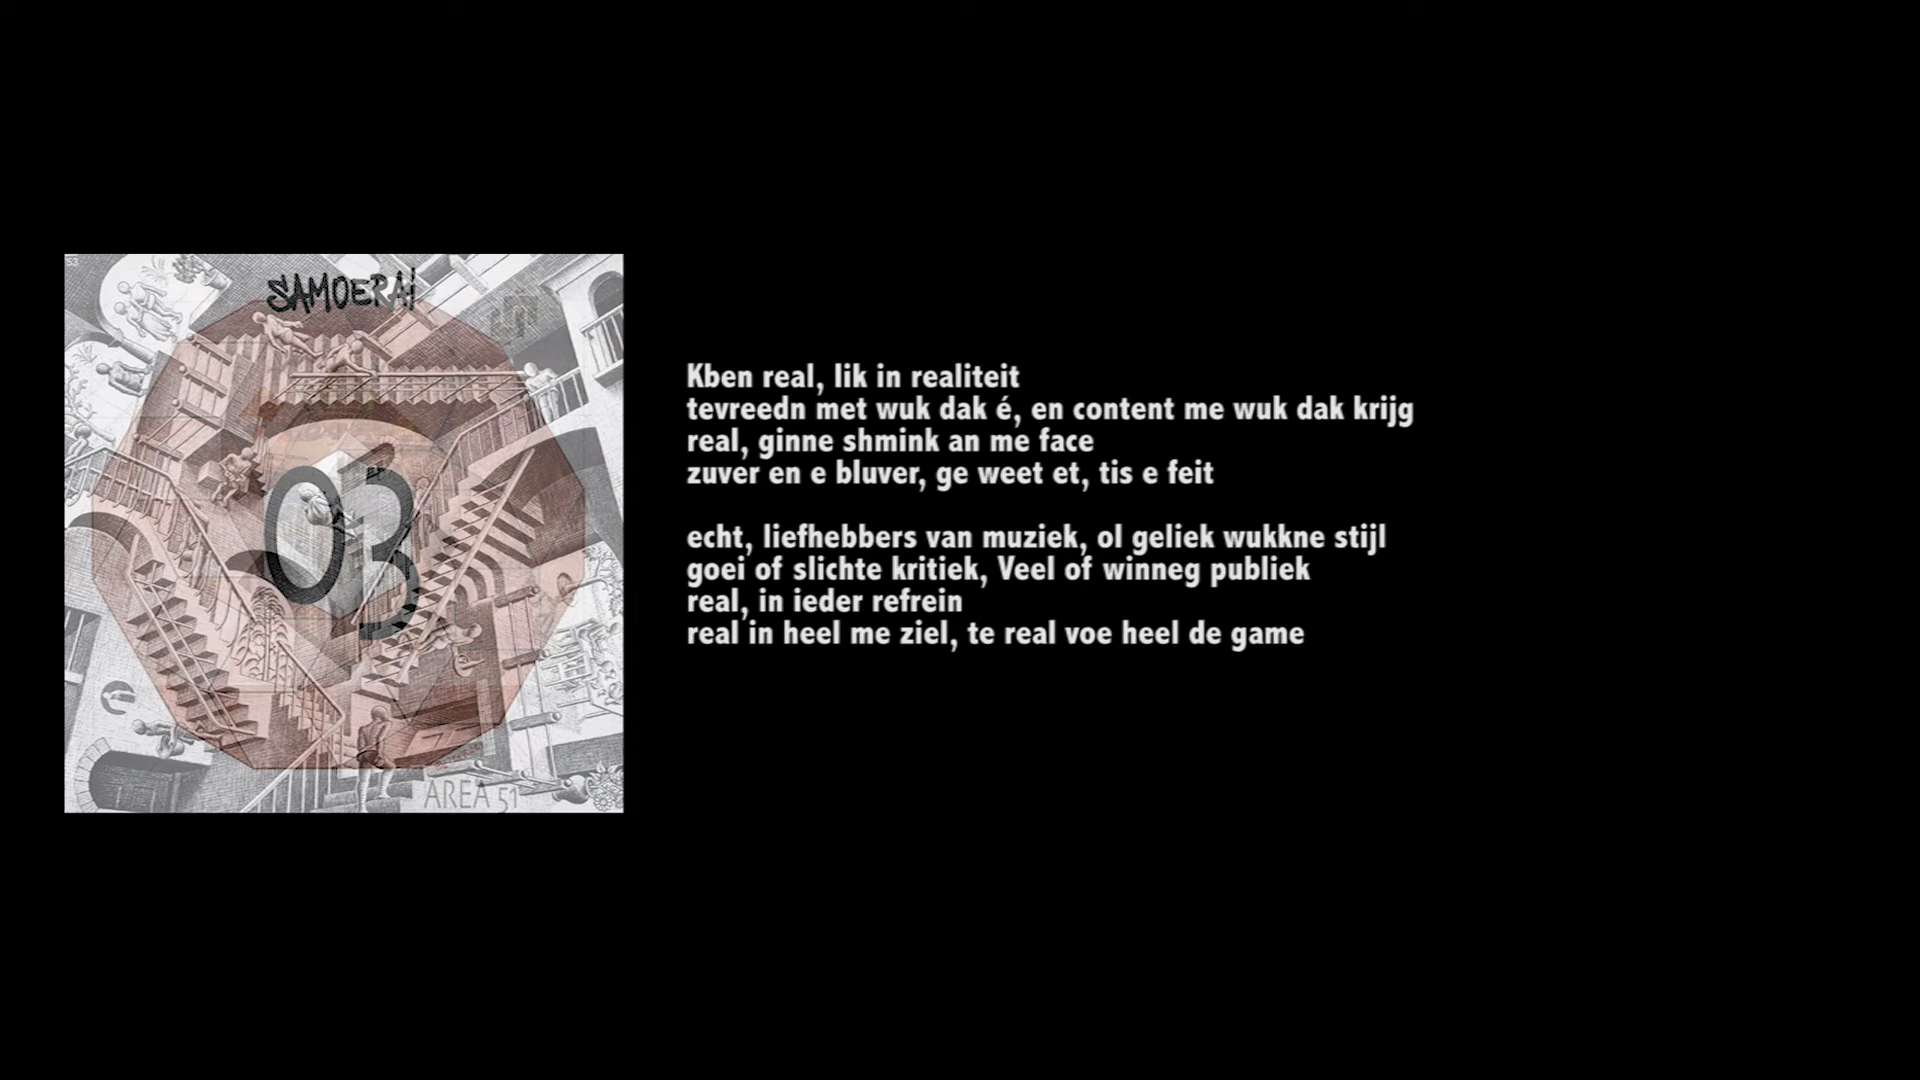 SAMOERAI
03
AREA 51
Kben real, lik in realiteit
tevreedn met wuk dak é, en content me wuk dak krijg
real, ginne shmink an me face
zuver en e bluver, ge weet et, tis e feit
echt, liefhebbers van muziek, ol geliek wukkne stijl
goei of slichte kritiek, Veel of winneg publiek
real, in ieder refrein
real in heel me ziel, te real voe heel de game